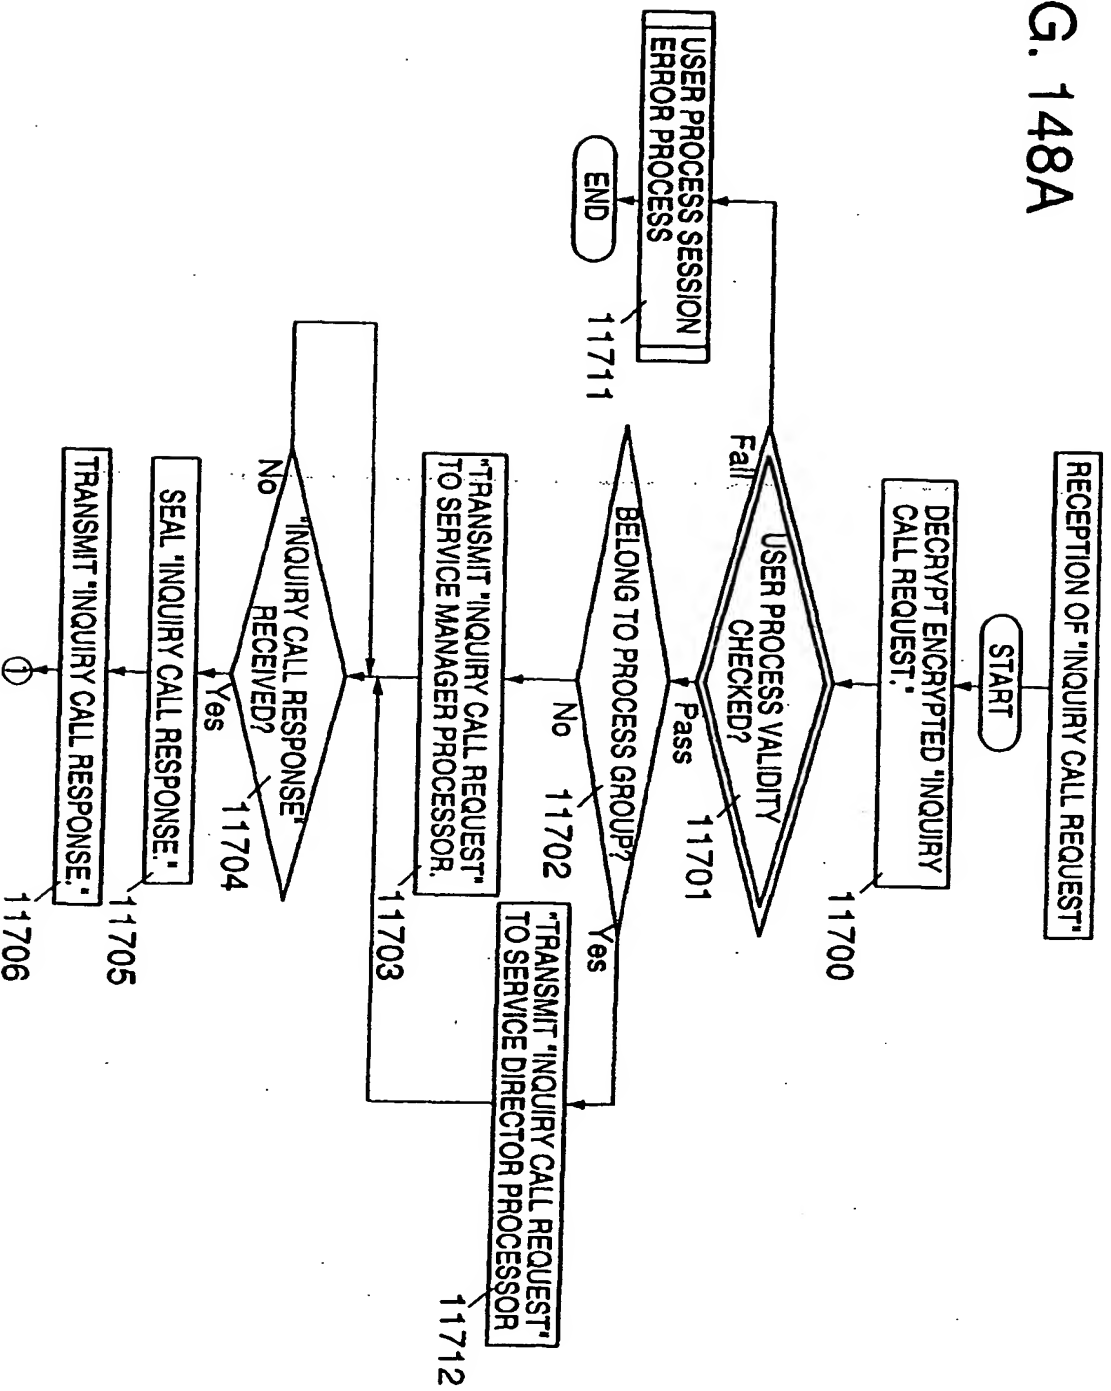 G. 148A
RECEPTION OF "INQUIRY CALL REQUEST"
START
DECRYPT ENCRYPTED "INQUIRY
CALL REQUEST."
11700
USER PROCESS VALIDITY
CHECKED?
11701
Fail
Pass
USER PROCESS SESSION
ERROR PROCESS
11711
END
BELONG TO PROCESS GROUP?
11702
No
Yes
"TRANSMIT "INQUIRY CALL REQUEST"
TO SERVICE MANAGER PROCESSOR.
11703
"TRANSMIT "INQUIRY CALL REQUEST"
TO SERVICE DIRECTOR PROCESSOR
11712
"INQUIRY CALL RESPONSE"
RECEIVED?
11704
No
Yes
SEAL "INQUIRY CALL RESPONSE."
11705
TRANSMIT "INQUIRY CALL RESPONSE."
11706
1